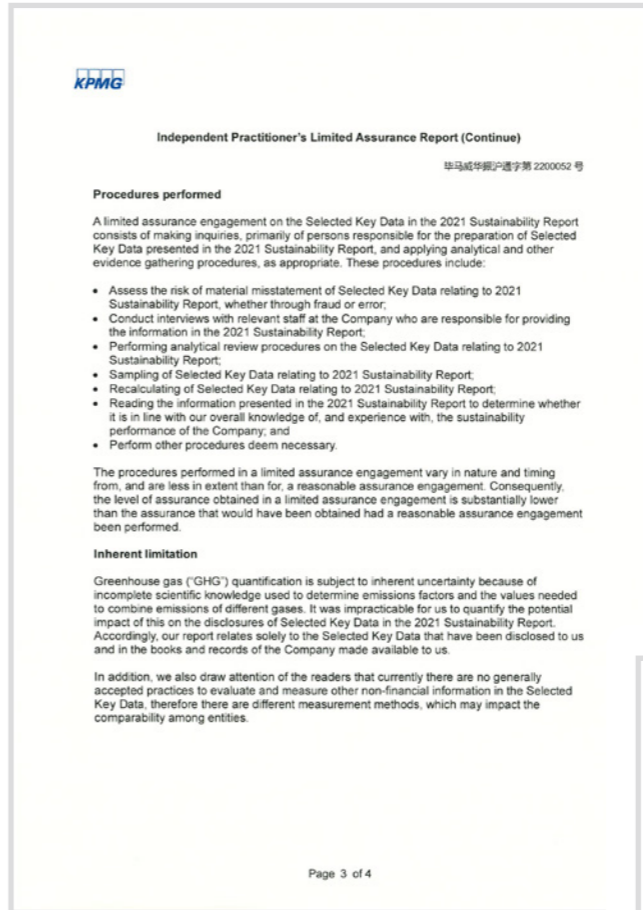 KPMG
Independent Practitioner's Limited Assurance Report (Continue)
毕马威华振沪通字第 2200052 号
Procedures performed
A limited assurance engagement on the Selected Key Data in the 2021 Sustainability Report
consists of making inquiries, primarily of persons responsible for the preparation of Selected
Key Data presented in the 2021 Sustainability Report, and applying analytical and other
evidence gathering procedures, as appropriate. These procedures include:
• Assess the risk of material misstatement of Selected Key Data relating to 2021
Sustainability Report, whether through fraud or error;
• Conduct interviews with relevant staff at the Company who are responsible for providing
the information in the 2021 Sustainability Report;
• Performing analytical review procedures on the Selected Key Data relating to 2021
Sustainability Report;
• Sampling of Selected Key Data relating to 2021 Sustainability Report;
• Recalculating of Selected Key Data relating to 2021 Sustainability Report;
• Reading the information presented in the 2021 Sustainability Report to determine whether
it is in line with our overall knowledge of, and experience with, the sustainability
performance of the Company; and
• Perform other procedures deem necessary.
The procedures performed in a limited assurance engagement vary in nature and timing
from, and are less in extent than for, a reasonable assurance engagement. Consequently,
the level of assurance obtained in a limited assurance engagement is substantially lower
than the assurance that would have been obtained had a reasonable assurance engagement
been performed.
Inherent limitation
Greenhouse gas ("GHG") quantification is subject to inherent uncertainty because of
incomplete scientific knowledge used to determine emissions factors and the values needed
to combine emissions of different gases. It was impracticable for us to quantify the potential
impact of this on the disclosures of Selected Key Data in the 2021 Sustainability Report.
Accordingly, our report relates solely to the Selected Key Data that have been disclosed to us
and in the books and records of the Company made available to us.
In addition, we also draw attention of the readers that currently there are no generally
accepted practices to evaluate and measure other non-financial information in the Selected
Key Data, therefore there are different measurement methods, which may impact the
comparability among entities.
Page 3 of 4